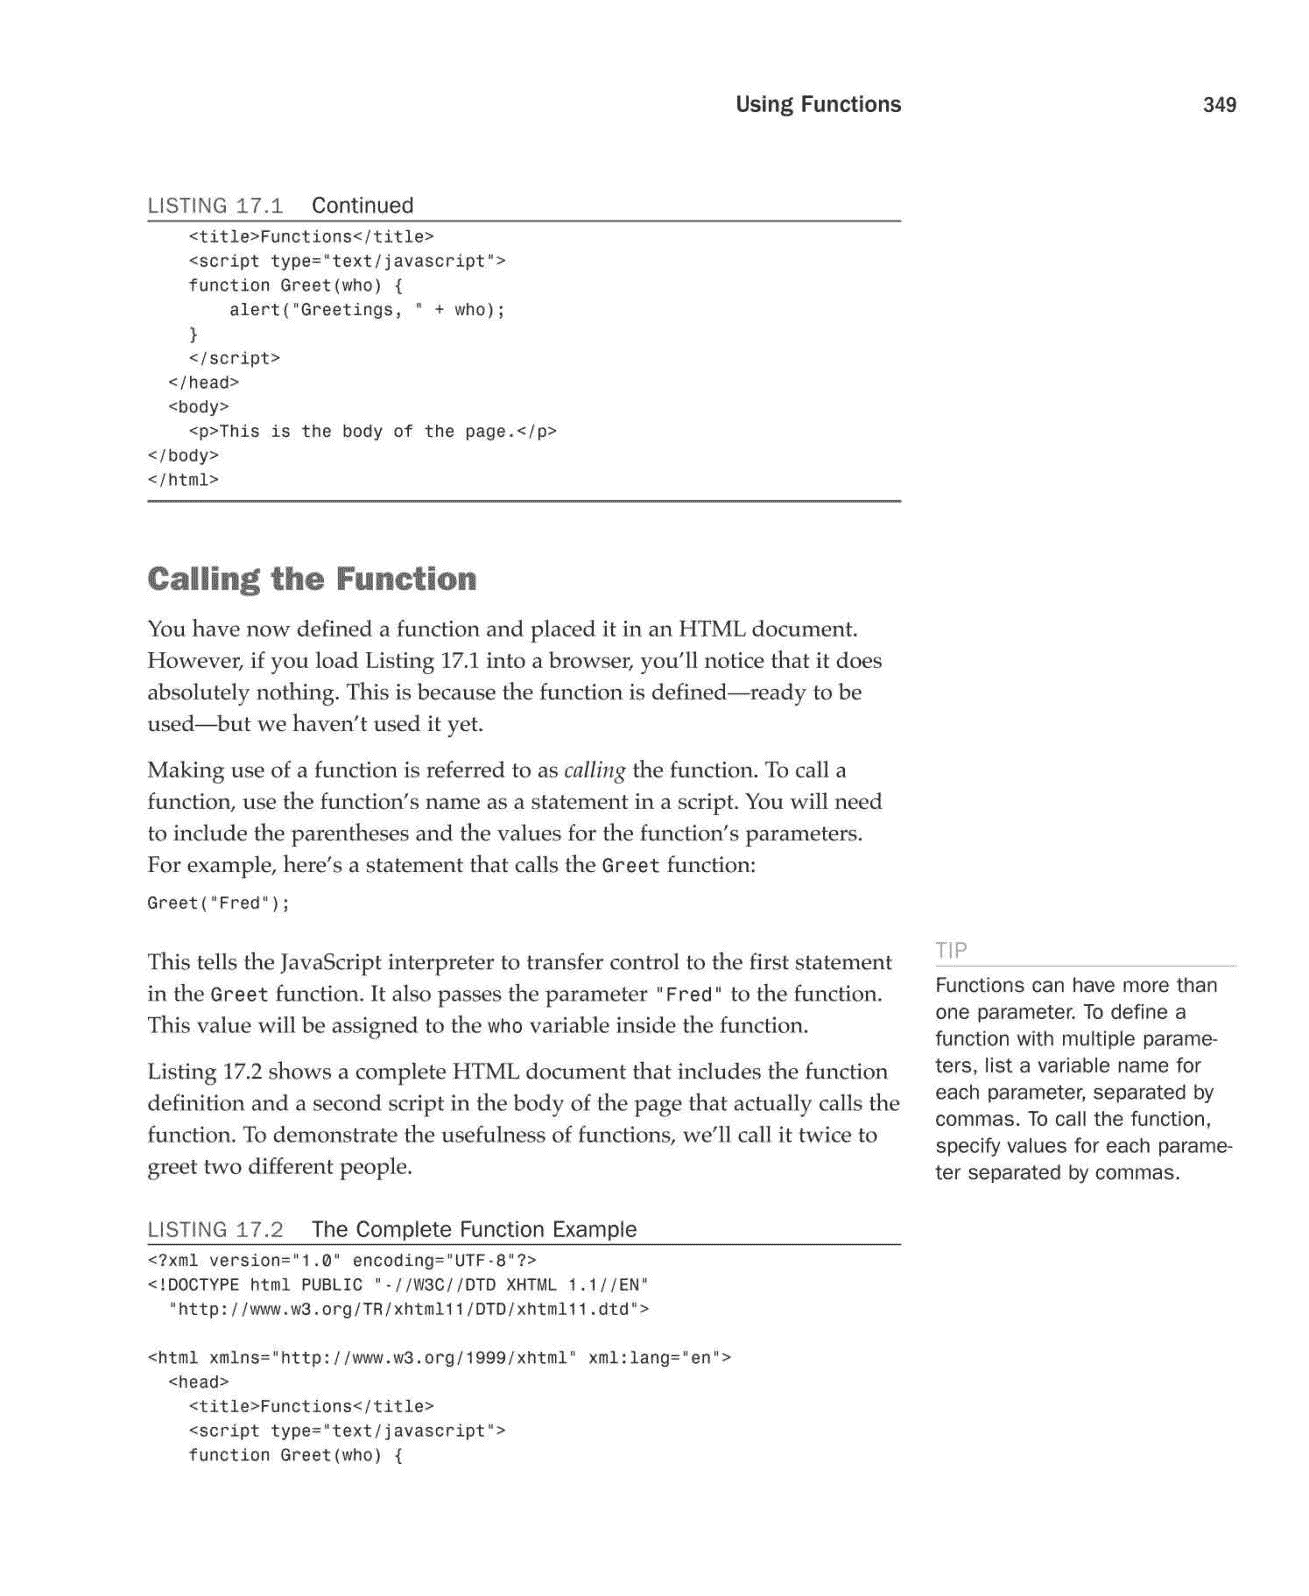 Using Functions 349
LISTING 17.1 Continued
<title>Functions</title>
<script type="text/javascript">
function Greet(who) {
alert("Greetings, " + who);
}
</script>
</head>
<body>
<p>This is the body of the page.</p>
</body>
</html>
Calling the Function
You have now defined a function and placed it in an HTML document.
However, if you load Listing 17.1 into a browser, you'll notice that it does
absolutely nothing. This is because the function is defined—ready to be
used—but we haven't used it yet.
Making use of a function is referred to as calling the function. To call a
function, use the function's name as a statement in a script. You will need
to include the parentheses and the values for the function's parameters.
For example, here's a statement that calls the Greet function:
Greet("Fred");
This tells the JavaScript interpreter to transfer control to the first statement
in the Greet function. It also passes the parameter "Fred" to the function.
This value will be assigned to the who variable inside the function.
Listing 17.2 shows a complete HTML document that includes the function
definition and a second script in the body of the page that actually calls the
function. To demonstrate the usefulness of functions, we'll call it twice to
greet two different people.
TIP
Functions can have more than
one parameter. To define a
function with multiple parame-
ters, list a variable name for
each parameter, separated by
commas. To call the function,
specify values for each parame-
ter separated by commas.
LISTING 17.2 The Complete Function Example
<?xml version="1.0" encoding="UTF-8"?>
<!DOCTYPE html PUBLIC "-//W3C//DTD XHTML 1.1//EN"
"http://www.w3.org/TR/xhtml11/DTD/xhtml11.dtd">
<html xmlns="http://www.w3.org/1999/xhtml" xml:lang="en">
<head>
<title>Functions</title>
<script type="text/javascript">
function Greet(who) {